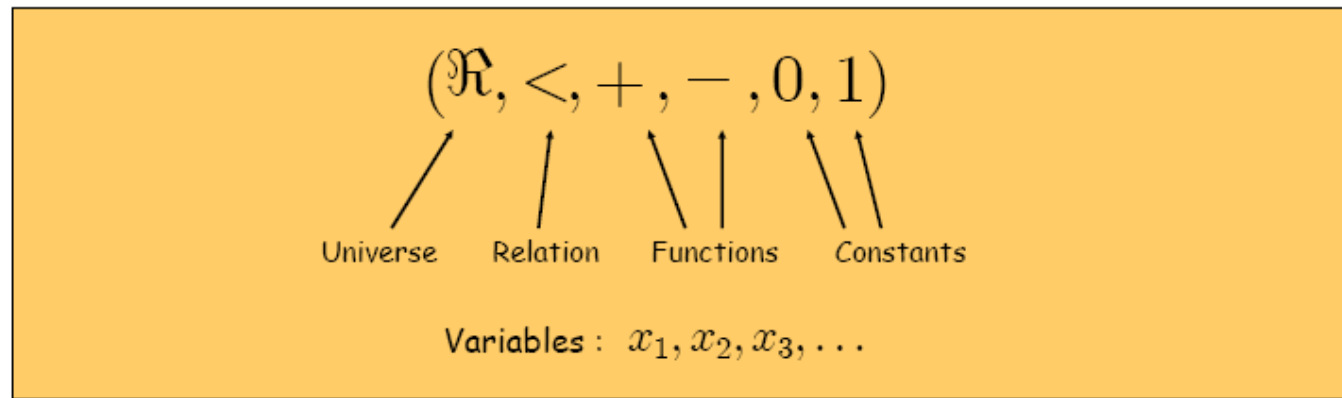 (ℜ, <, +, −, 0, 1)
Universe Relation Functions Constants
Variables : x₁, x₂, x₃, . . .